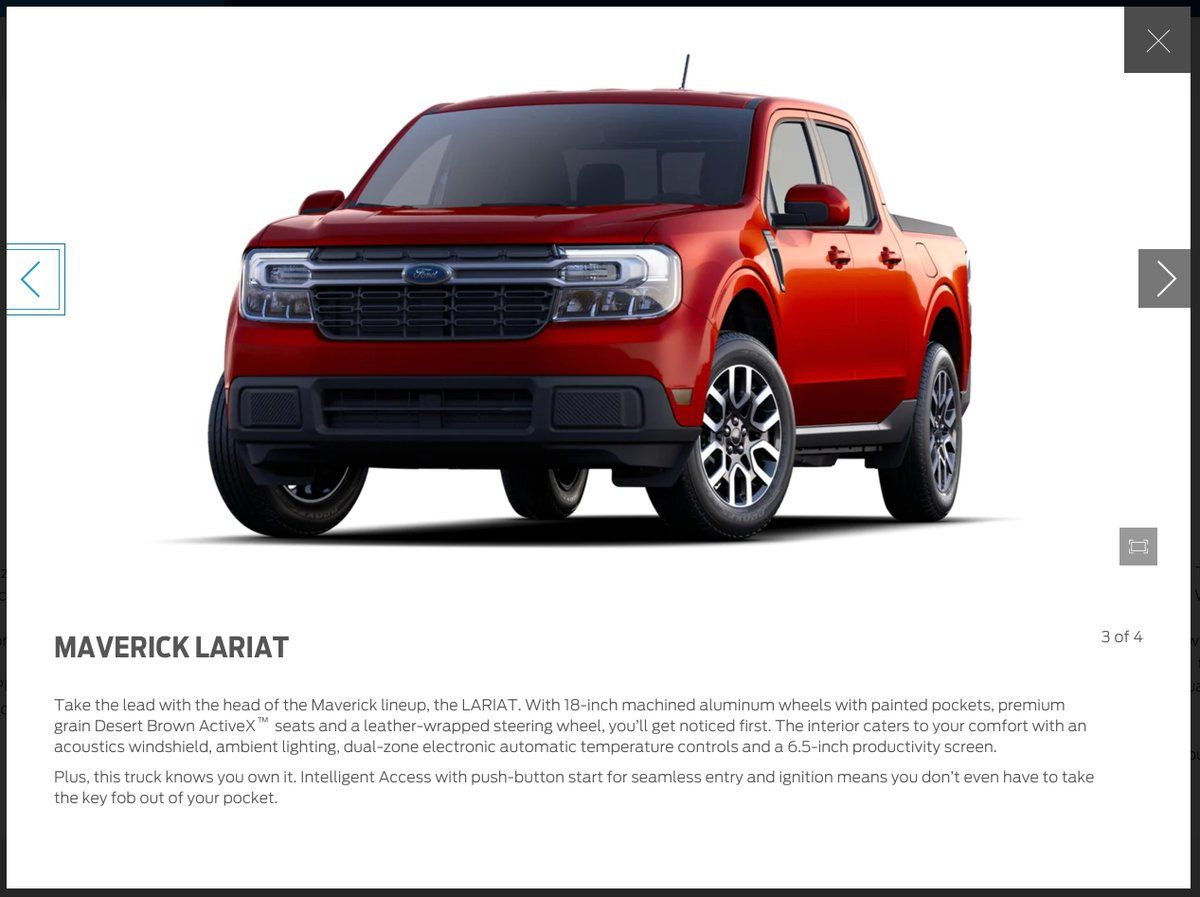 Ford
MAVERICK LARIAT
3 of 4
Take the lead with the head of the Maverick lineup, the LARIAT. With 18-inch machined aluminum wheels with painted pockets, premium
grain Desert Brown ActiveX™ seats and a leather-wrapped steering wheel, you’ll get noticed first. The interior caters to your comfort with an
acoustics windshield, ambient lighting, dual-zone electronic automatic temperature controls and a 6.5-inch productivity screen.
Plus, this truck knows you own it. Intelligent Access with push-button start for seamless entry and ignition means you don’t even have to take
the key fob out of your pocket.